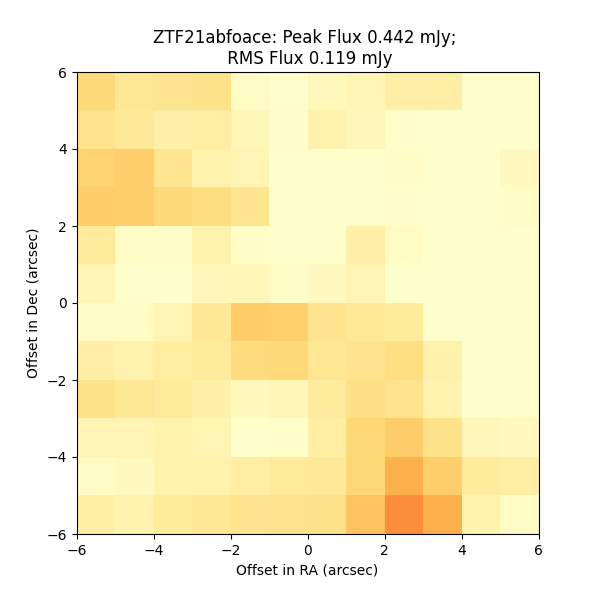 ZTF21abfoace: Peak Flux 0.442 mJy;
RMS Flux 0.119 mJy
6
4
2
0
−2
−4
−6
Offset in Dec (arcsec)
−6 −4 −2 0 2 4 6
Offset in RA (arcsec)